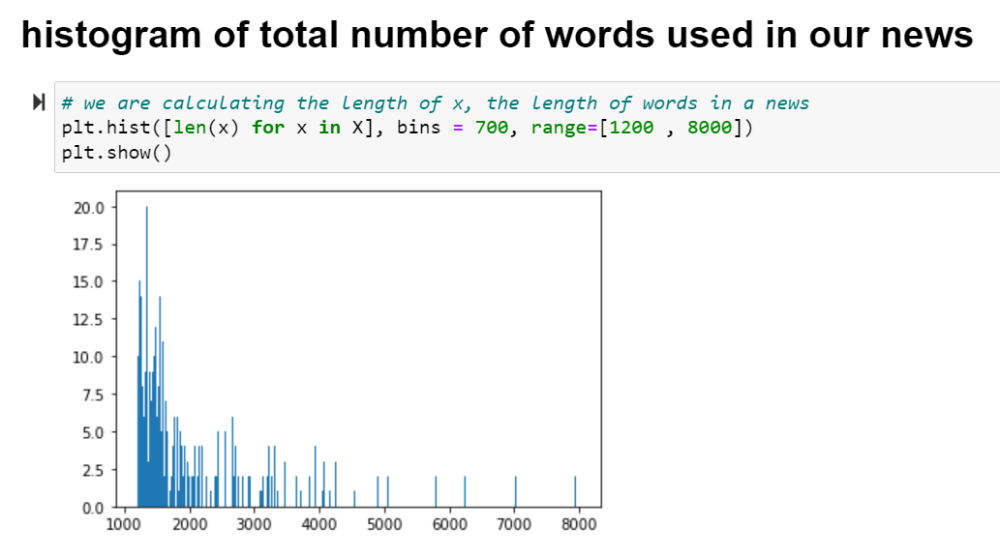 histogram of total number of words used in our news
# we are calculating the length of x, the length of words in a news
plt.hist([len(x) for x in X], bins = 700, range=[1200 , 8000])
plt.show()
20.0
17.5
15.0
12.5
10.0
7.5
5.0
2.5
0.0
1000 2000 3000 4000 5000 6000 7000 8000